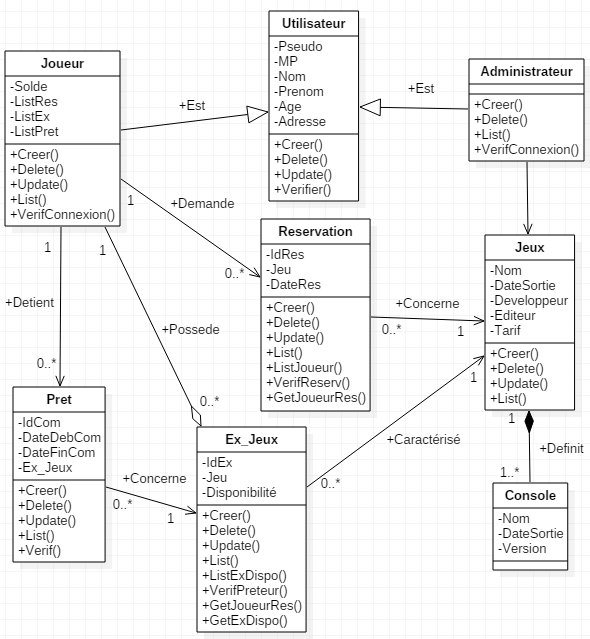 Utilisateur
-Pseudo
-MP
-Nom
-Prenom
-Age
-Adresse
+Creer()
+Delete()
+Update()
+Verifier()
Joueur
-Solde
-ListRes
-ListEx
-ListPret
+Creer()
+Delete()
+Update()
+List()
+VerifConnexion()
Administrateur
+Creer()
+Delete()
+List()
+VerifConnexion()
+Est
+Est
1
+Demande
0..*
1
+Detient
0..*
1
+Possede
0..*
Reservation
-IdRes
-Jeu
-DateRes
+Creer()
+Delete()
+Update()
+List()
+ListJoueur()
+VerifReserv()
+GetJoueurRes()
+Concerne
0..*
1
Jeux
-Nom
-DateSortie
-Developpeur
-Editeur
-Tarif
+Creer()
+Delete()
+Update()
+List()
1
+Caractérisé
0..*
1
+Definit
1..*
Pret
-IdCom
-DateDebCom
-DateFinCom
-Ex_Jeux
+Creer()
+Delete()
+Update()
+List()
+Verif()
+Concerne
0..*
1
Ex_Jeux
-IdEx
-Jeu
-Disponibilité
+Creer()
+Delete()
+Update()
+List()
+ListExDispo()
+VerifPreteur()
+GetJoueurRes()
+GetExDispo()
Console
-Nom
-DateSortie
-Version